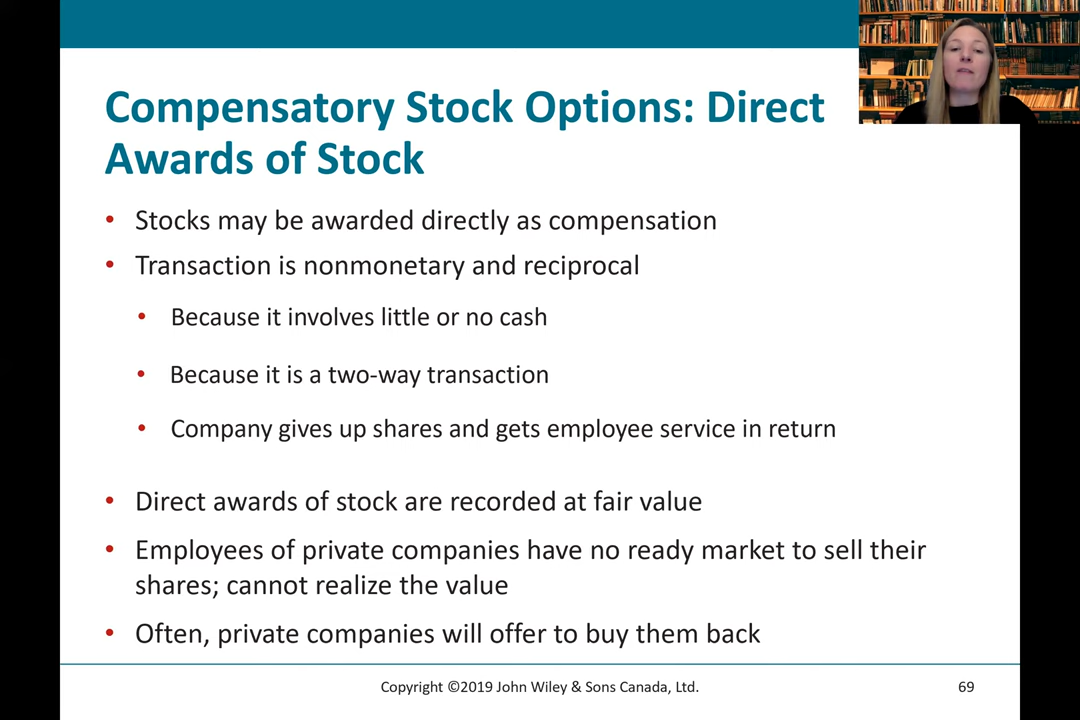 Compensatory Stock Options: Direct
Awards of Stock
• Stocks may be awarded directly as compensation
• Transaction is nonmonetary and reciprocal
• Because it involves little or no cash
• Because it is a two-way transaction
• Company gives up shares and gets employee service in return
• Direct awards of stock are recorded at fair value
• Employees of private companies have no ready market to sell their
shares; cannot realize the value
• Often, private companies will offer to buy them back
Copyright ©2019 John Wiley & Sons Canada, Ltd.
69